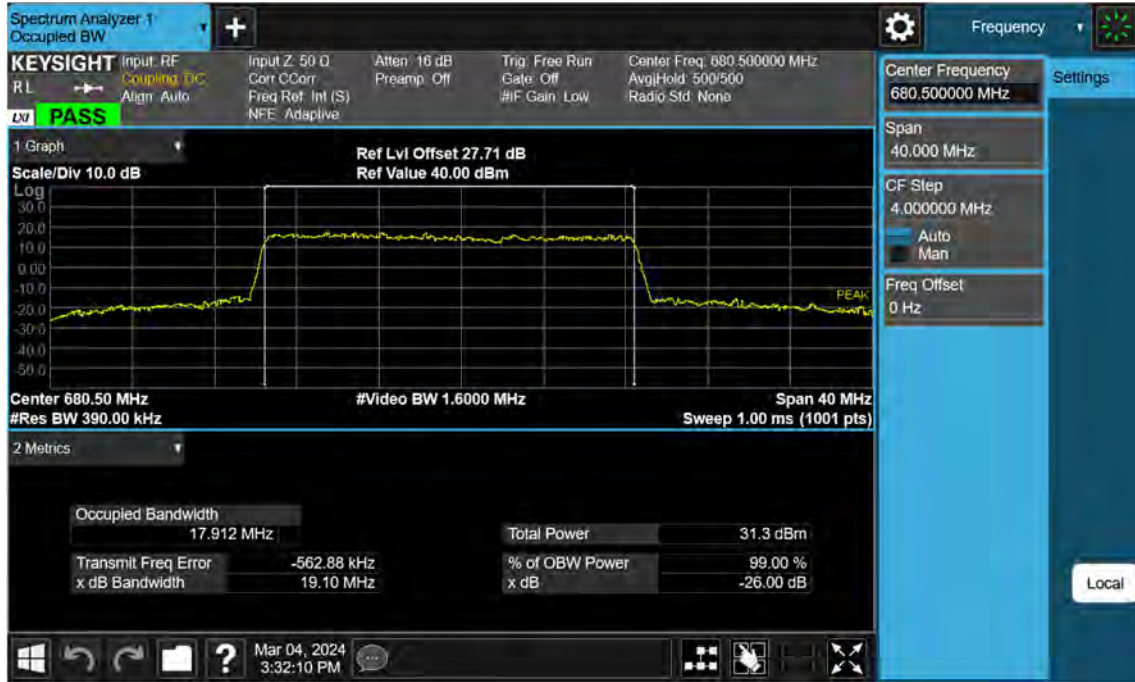 Spectrum Analyzer 1
Occupied BW
Frequency
KEYSIGHT
RL
LXI
PASS
Input: RF
Coupling: DC
Align: Auto
Input Z: 50 Ω
Corr CCorr
Freq Ref: Int (S)
NFE: Adaptive
Atten: 16 dB
Preamp: Off
Trig: Free Run
Gate: Off
#IF Gain: Low
Center Freq: 680.500000 MHz
Avg|Hold: 500/500
Radio Std: None
Center Frequency
680.500000 MHz
Settings
Span
40.000 MHz
CF Step
4.000000 MHz
Auto
Man
Freq Offset
0 Hz
Local
1 Graph
Scale/Div 10.0 dB
Ref Lvl Offset 27.71 dB
Ref Value 40.00 dBm
Log
30.0
20.0
10.0
0.00
-10.0
-20.0
-30.0
-40.0
-50.0
PEAK
Center 680.50 MHz
#Video BW 1.6000 MHz
Span 40 MHz
#Res BW 390.00 kHz
Sweep 1.00 ms (1001 pts)
2 Metrics
Occupied Bandwidth
17.912 MHz
Total Power 31.3 dBm
Transmit Freq Error -562.88 kHz
% of OBW Power 99.00 %
x dB Bandwidth 19.10 MHz
x dB -26.00 dB
?
Mar 04, 2024
3:32:10 PM